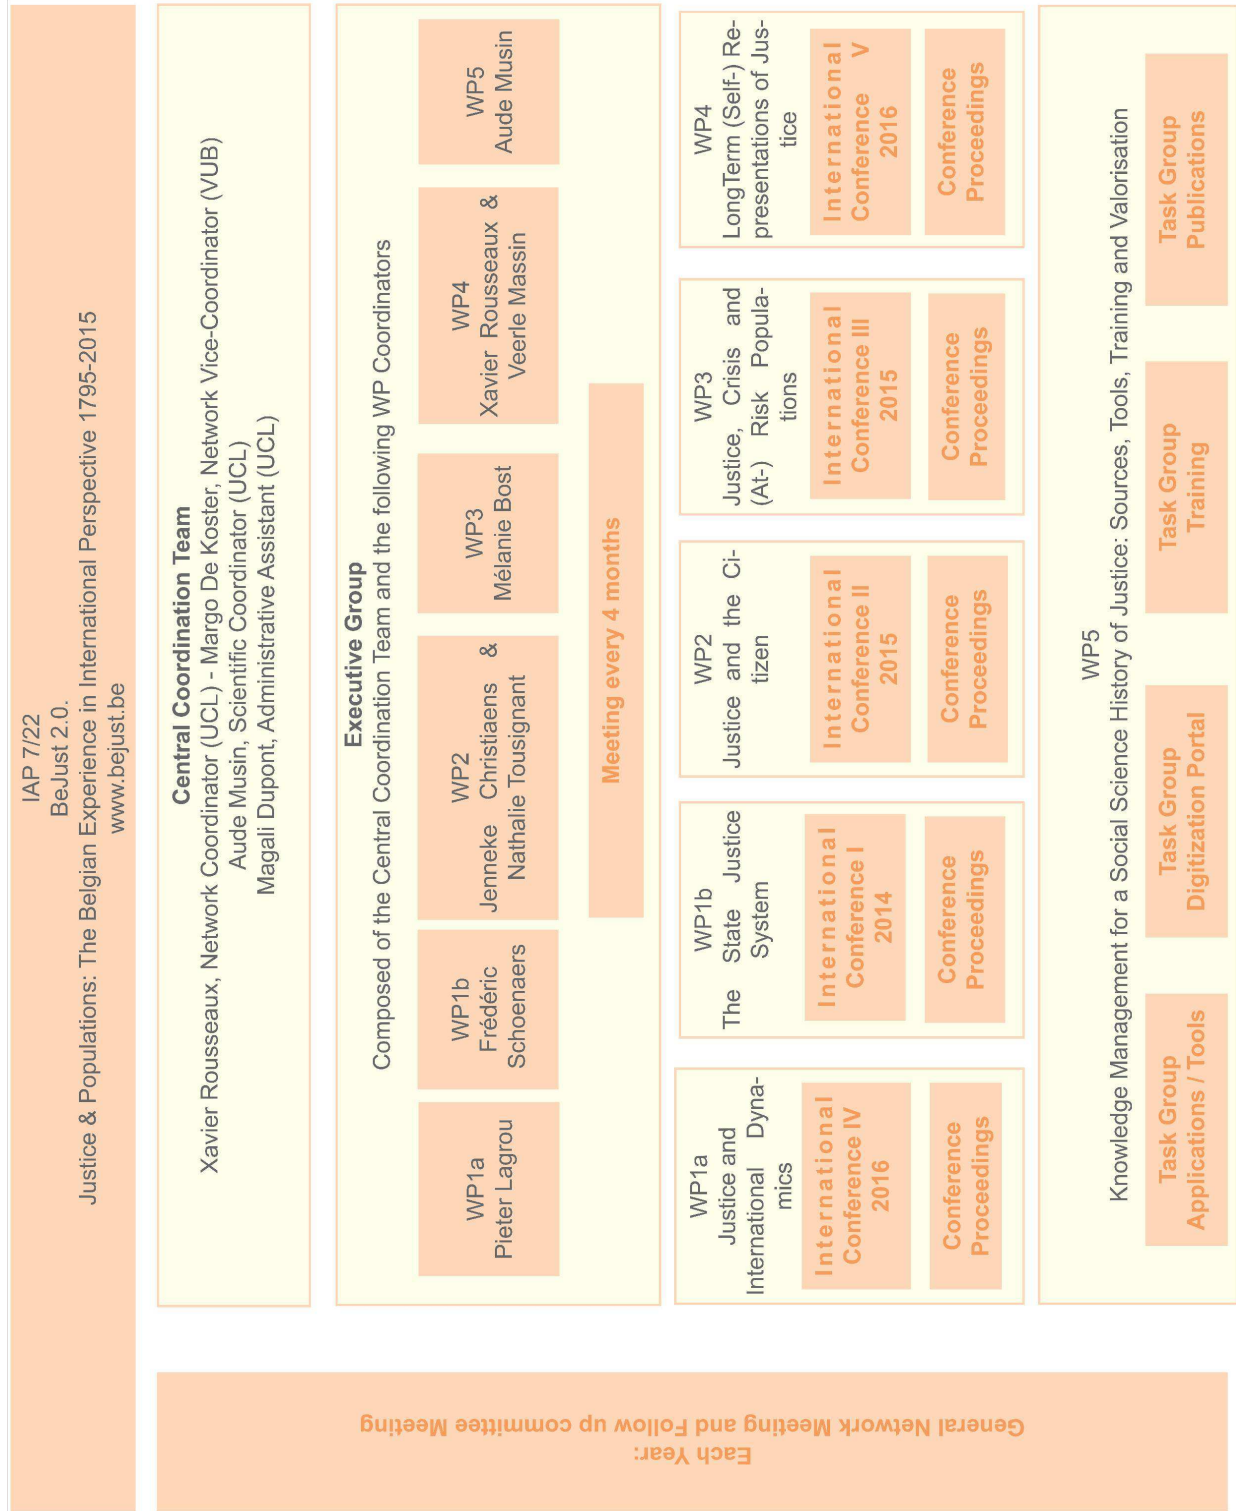 IAP 7/22
BeJust 2.0.
Justice & Populations: The Belgian Experience in International Perspective 1795-2015
www.bejust.be
Central Coordination Team
Xavier Rousseaux, Network Coordinator (UCL) - Margo De Koster, Network Vice-Coordinator (VUB)
Aude Musin, Scientific Coordinator (UCL)
Magali Dupont, Administrative Assistant (UCL)
Executive Group
Composed of the Central Coordination Team and the following WP Coordinators
WP1a
Pieter Lagrou
WP1b
Frédéric
Schoenaers
WP2
Jenneke Christiaens &
Nathalie Tousignant
WP3
Mélanie Bost
WP4
Xavier Rousseaux &
Veerle Massin
WP5
Aude Musin
Meeting every 4 months
WP1a
Justice and
International Dyna-
mics
International
Conference IV
2016
Conference
Proceedings
WP1b
The State Justice
System
International
Conference I
2014
Conference
Proceedings
WP2
Justice and the Ci-
tizen
International
Conference II
2015
Conference
Proceedings
WP3
Justice, Crisis and
(At-) Risk Popula-
tions
International
Conference III
2015
Conference
Proceedings
WP4
LongTerm (Self-) Re-
presentations of Jus-
tice
International
Conference V
2016
Conference
Proceedings
WP5
Knowledge Management for a Social Science History of Justice: Sources, Tools, Training and Valorisation
Task Group
Applications / Tools
Task Group
Digitization Portal
Task Group
Training
Task Group
Publications
Each Year:
General Network Meeting and Follow up committee Meeting